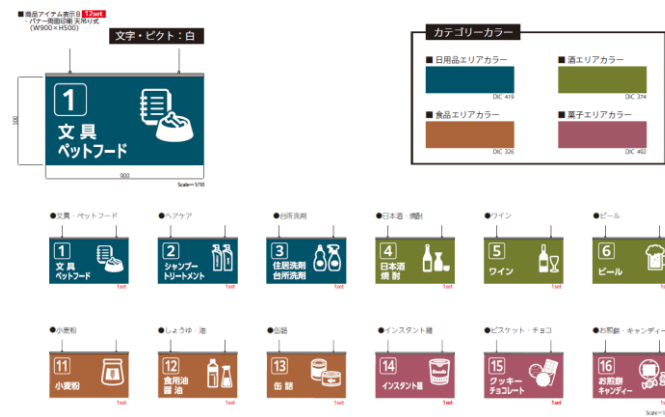 ■商品アイテム表示B 12set
・バナー両面印刷 天吊り式
(W900×H500)
文字・ピクト：白
500
1
文 具
ペットフード
900
Scale=1/10
カテゴリーカラー
■ 日用品エリアカラー
■ 酒エリアカラー
DIC 419
DIC 374
■ 食品エリアカラー
■ 菓子エリアカラー
DIC 326
●文具・ペットフード
●ヘアケア
●台所洗剤
●日本酒・焼酎
●ワイン
●ビール
1
文 具
ペットフード
2
シャンプー
トリートメント
3
住居洗剤
台所洗剤
4
日本酒
焼 酎
5
ワイン
6
ビール
1set
1set
1set
1set
1set
●小麦粉
●しょうゆ・油
●缶詰
●インスタント麺
●ビスケット・チョコ
●お煎餅・キャンディー
11
小麦粉
12
食用油
醤 油
13
缶 詰
14
インスタント麺
15
クッキー
チョコレート
16
お煎餅
キャンディー
1set
1set
1set
1set
1set